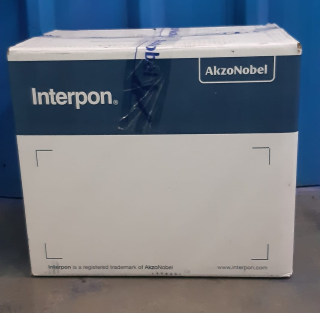 AkzoNobel
Interpon®
Interpon is a registered trademark of AkzoNobel
www.interpon.com